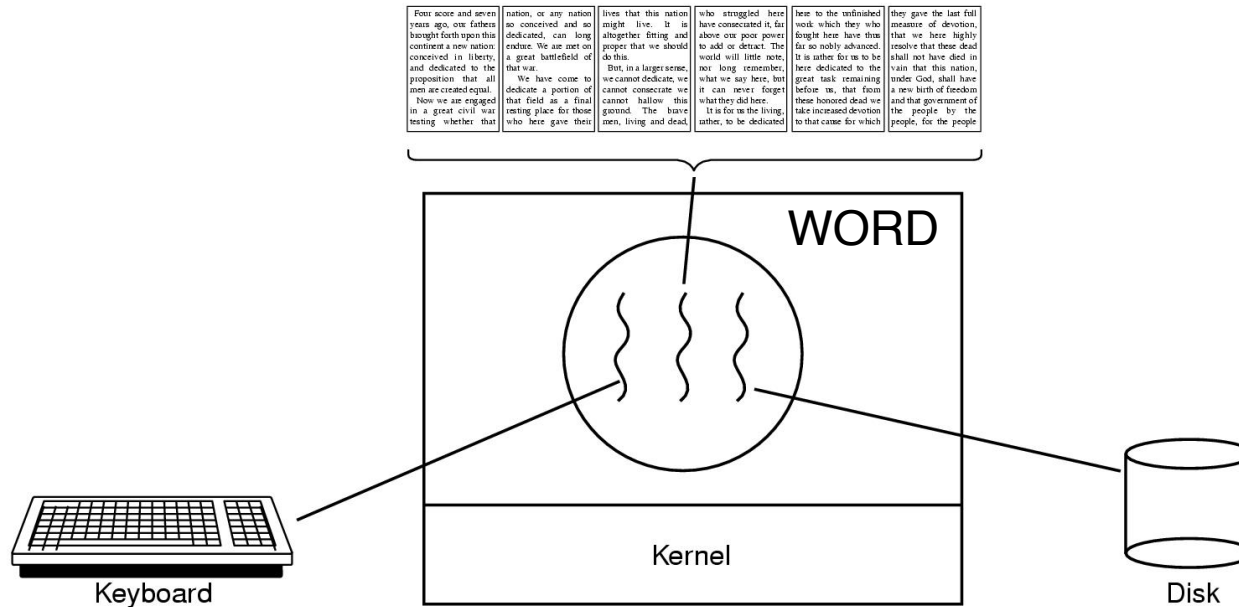 Four score and seven
years ago, our fathers
brought forth upon this
continent a new nation:
conceived in liberty,
and dedicated to the
proposition that all
men are created equal.
Now we are engaged
in a great civil war
testing whether that
nation, or any nation
so conceived and so
dedicated, can long
endure. We are met on
a great battlefield of
that war.
We have come to
dedicate a portion of
that field as a final
resting place for those
who here gave their
lives that this nation
might live. It is
altogether fitting and
proper that we should
do this.
But, in a larger sense,
we cannot dedicate, we
cannot consecrate we
cannot hallow this
ground. The brave
men, living and dead,
who struggled here
have consecrated it, far
above our poor power
to add or detract. The
world will little note,
nor long remember,
what we say here, but
it can never forget
what they did here.
It is for us the living,
rather, to be dedicated
here to the unfinished
work which they who
fought here have thus
far so nobly advanced.
It is rather for us to be
here dedicated to the
great task remaining
before us, that from
these honored dead we
take increased devotion
to that cause for which
they gave the last full
measure of devotion,
that we here highly
resolve that these dead
shall not have died in
vain that this nation,
under God, shall have
a new birth of freedom
and that government of
the people by the
people, for the people
WORD
Kernel
Keyboard
Disk